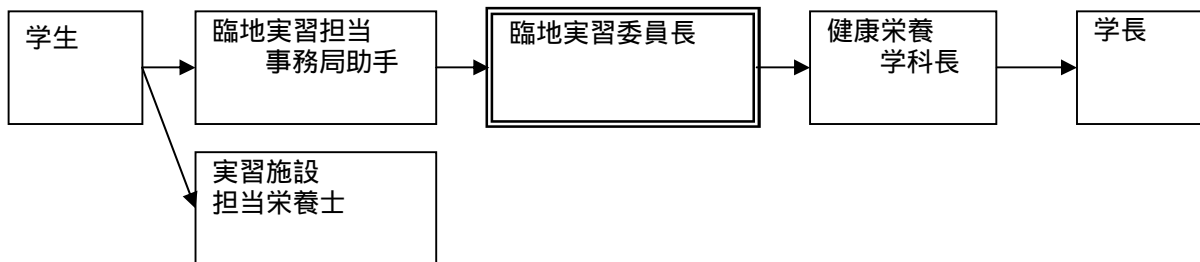 学生
臨地実習担当
事務局助手
臨地実習委員長
健康栄養
学科長
学長
実習施設
担当栄養士